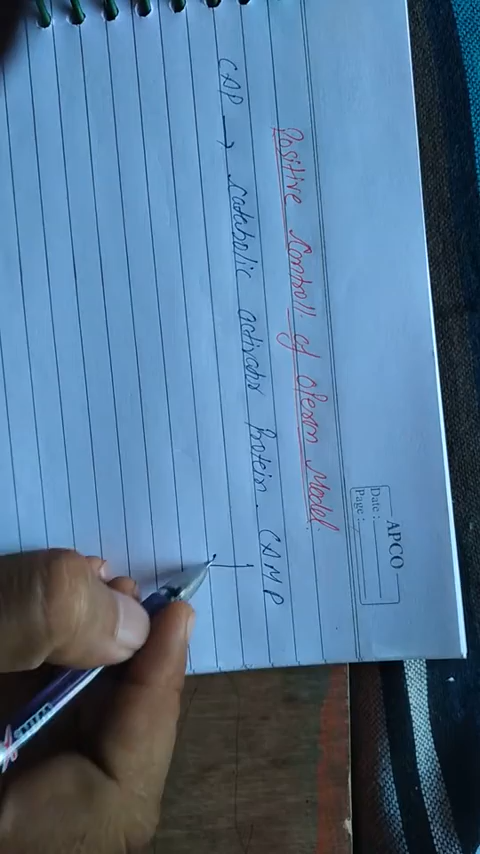 APCO
Date :
Page :
Positive Controll of Operon Model.
CAP → catabolic activator Protein. CAMP